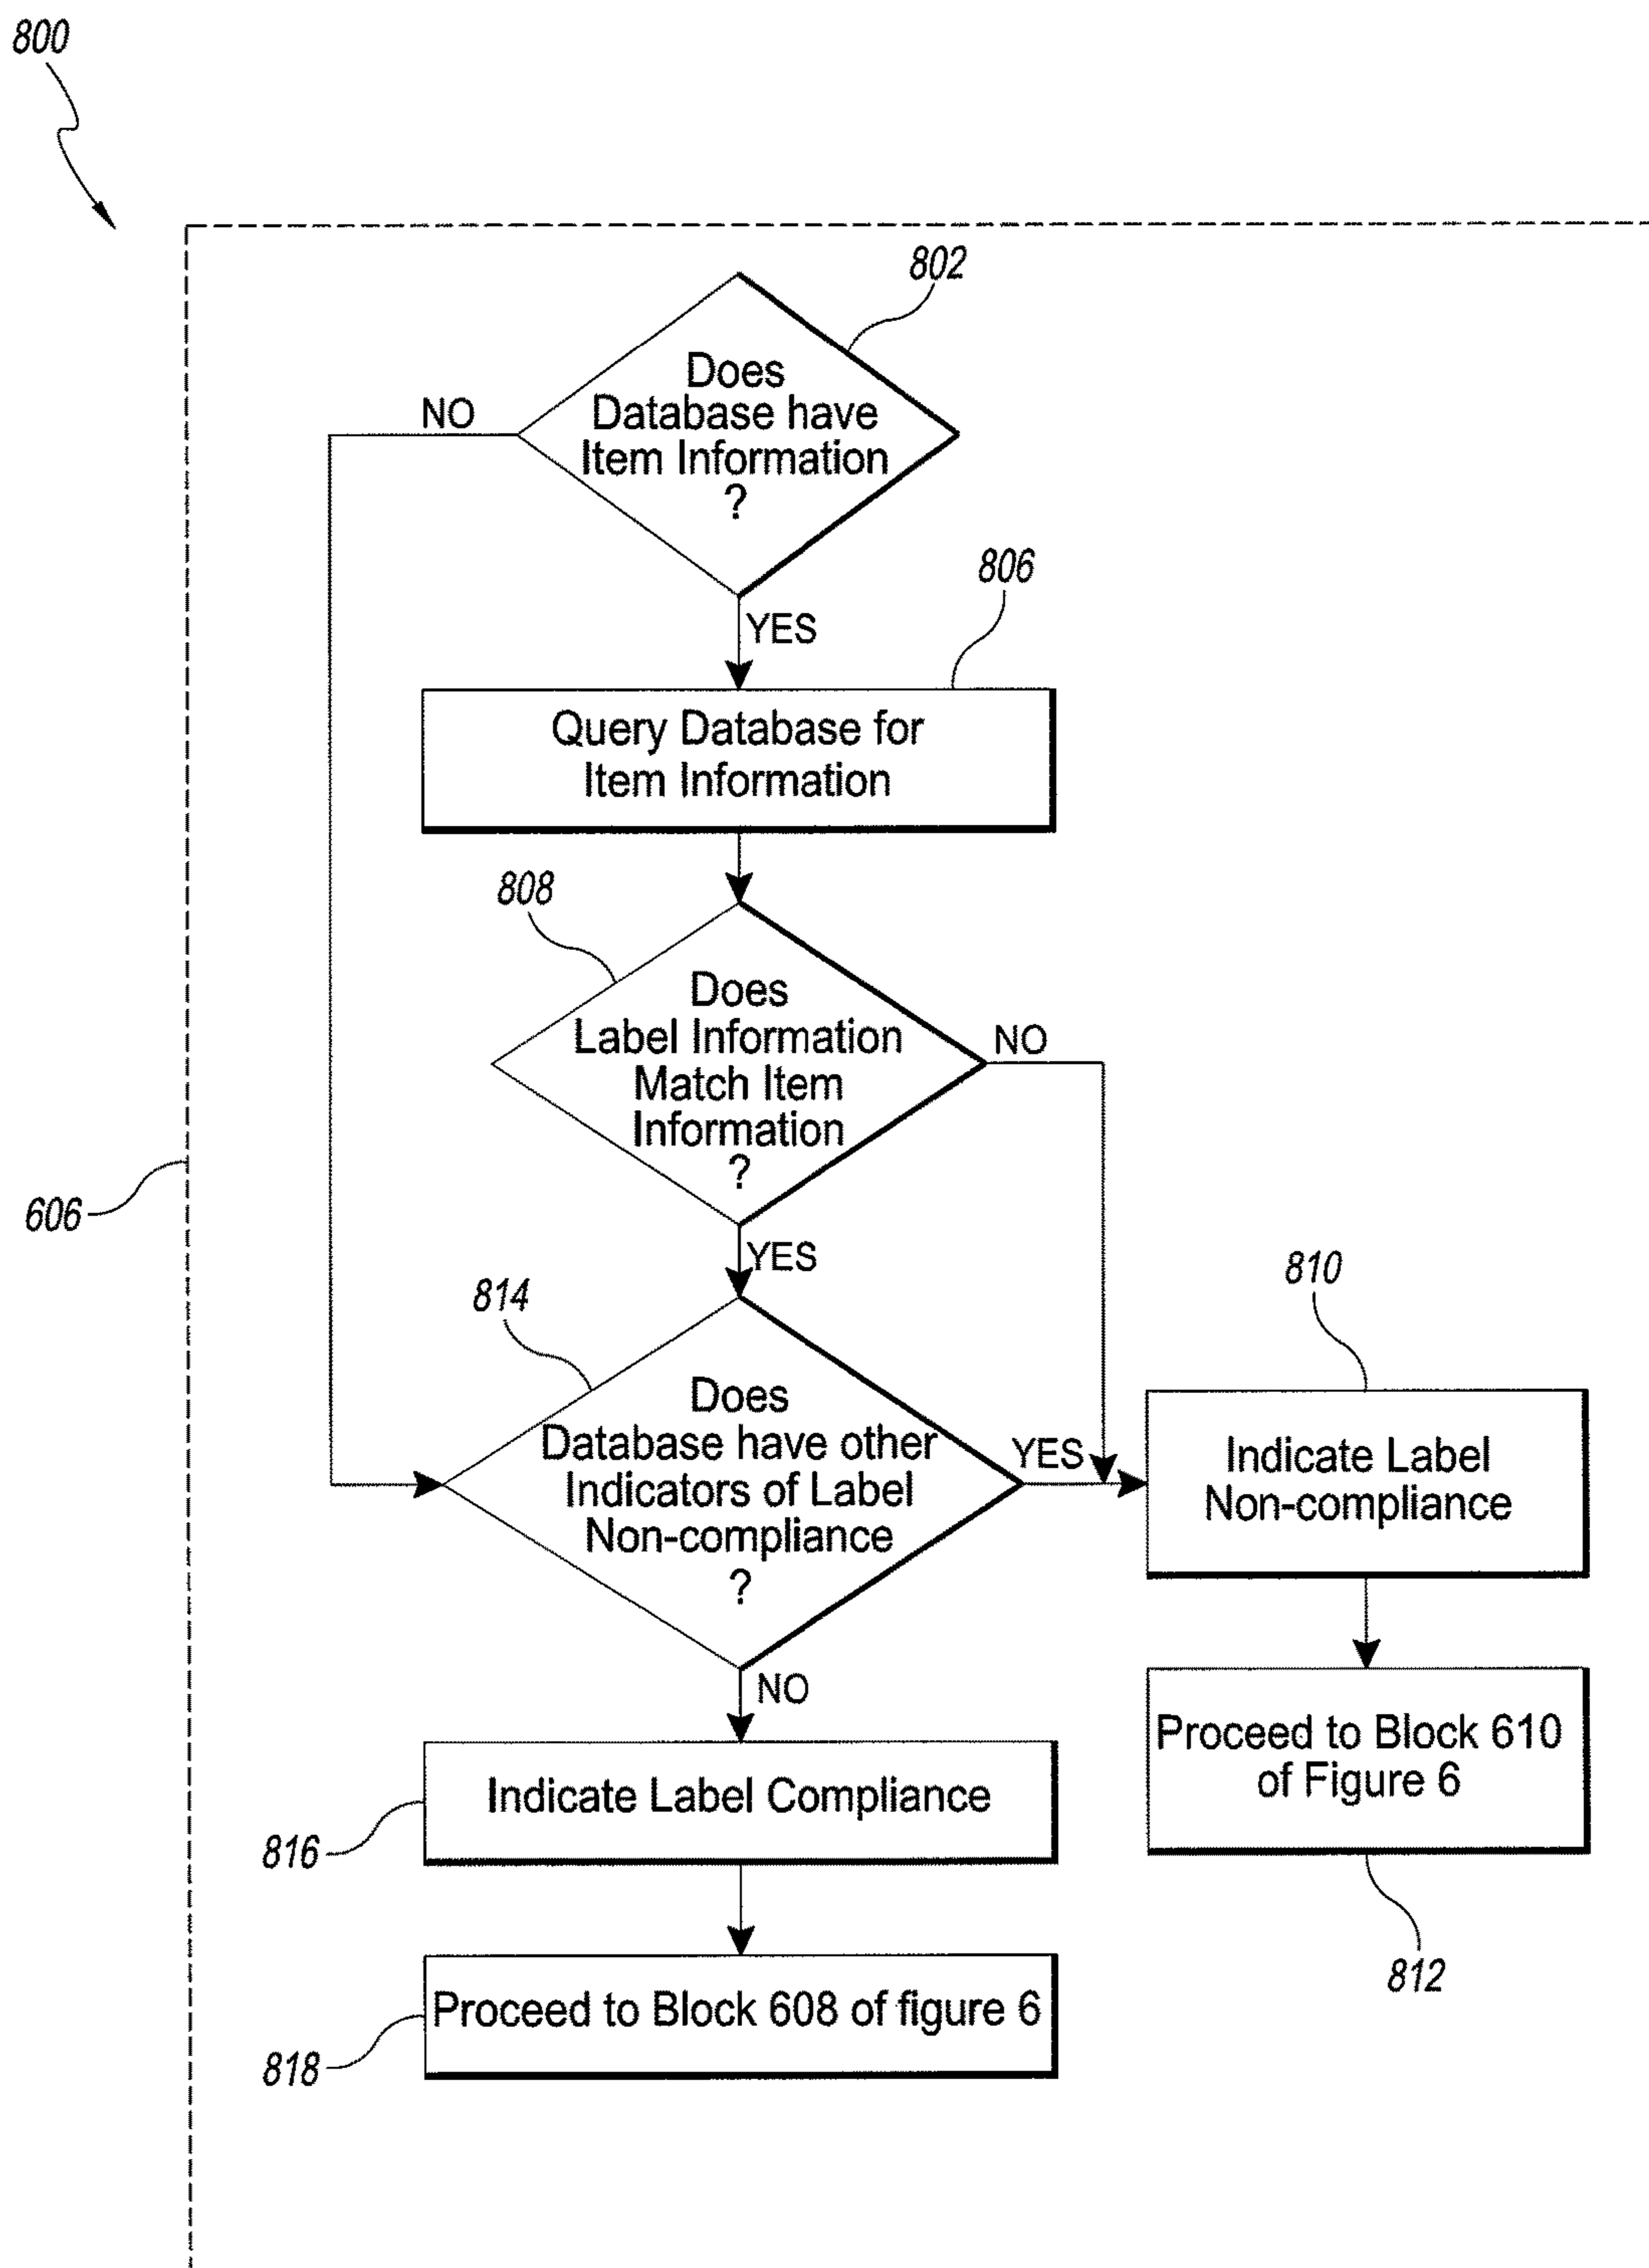 800
802
Does
Database have
Item Information
?
NO
YES
806
Query Database for
Item Information
808
Does
Label Information
Match Item
Information
?
NO
YES
606
814
Does
Database have other
Indicators of Label
Non-compliance
?
YES
NO
810
Indicate Label
Non-compliance
Proceed to Block 610
of Figure 6
812
Indicate Label Compliance
816
Proceed to Block 608 of figure 6
818